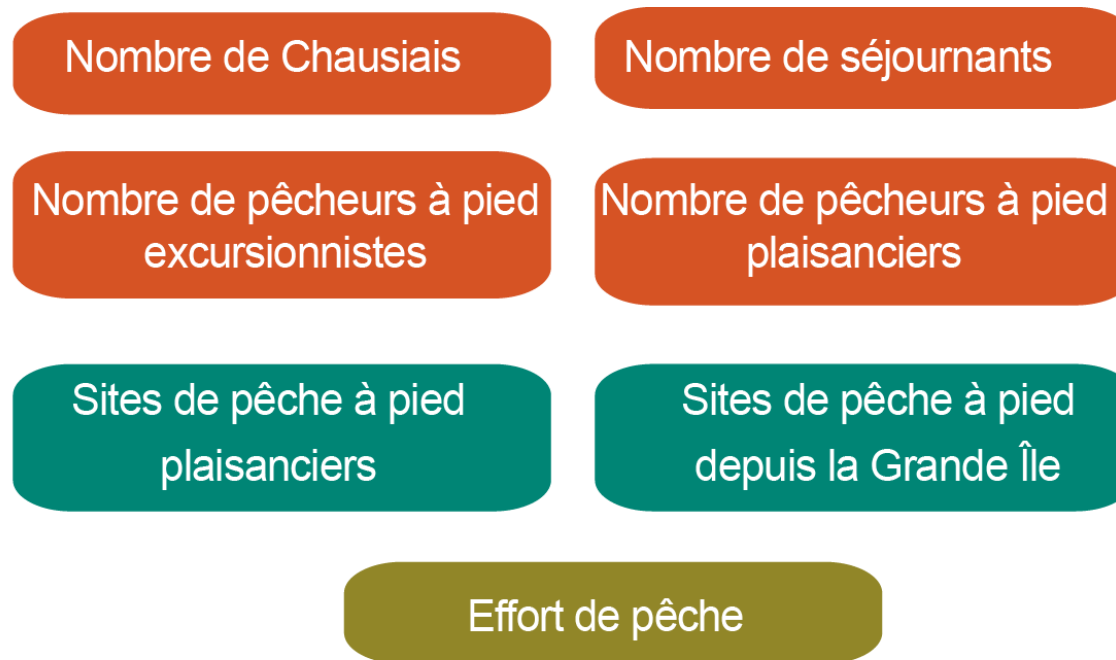 Nombre de Chausiais
Nombre de séjournants
Nombre de pêcheurs à pied
excursionnistes
Nombre de pêcheurs à pied
plaisanciers
Sites de pêche à pied
plaisanciers
Sites de pêche à pied
depuis la Grande Île
Effort de pêche